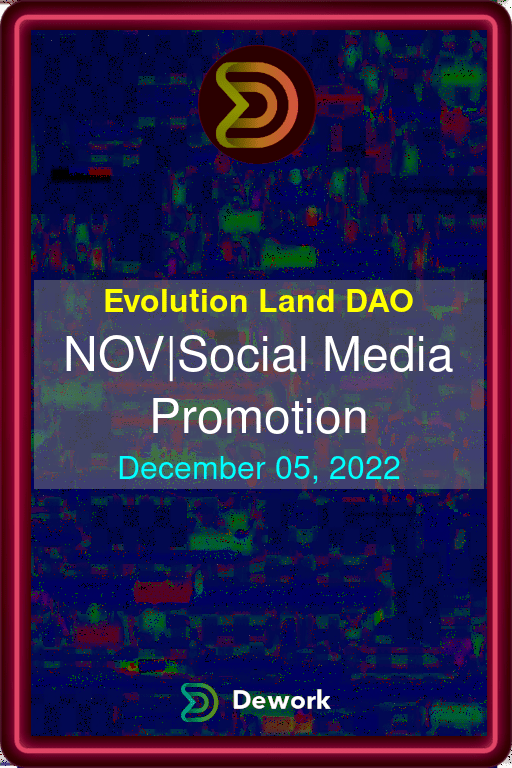 Evolution Land DAO
NOV|Social Media
Promotion
December 05, 2022
Dework